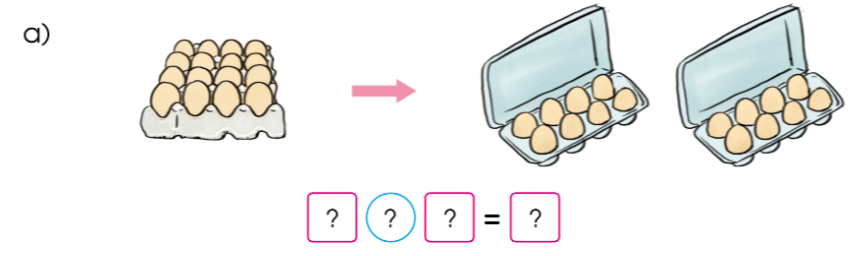 a)
? ? ? = ?